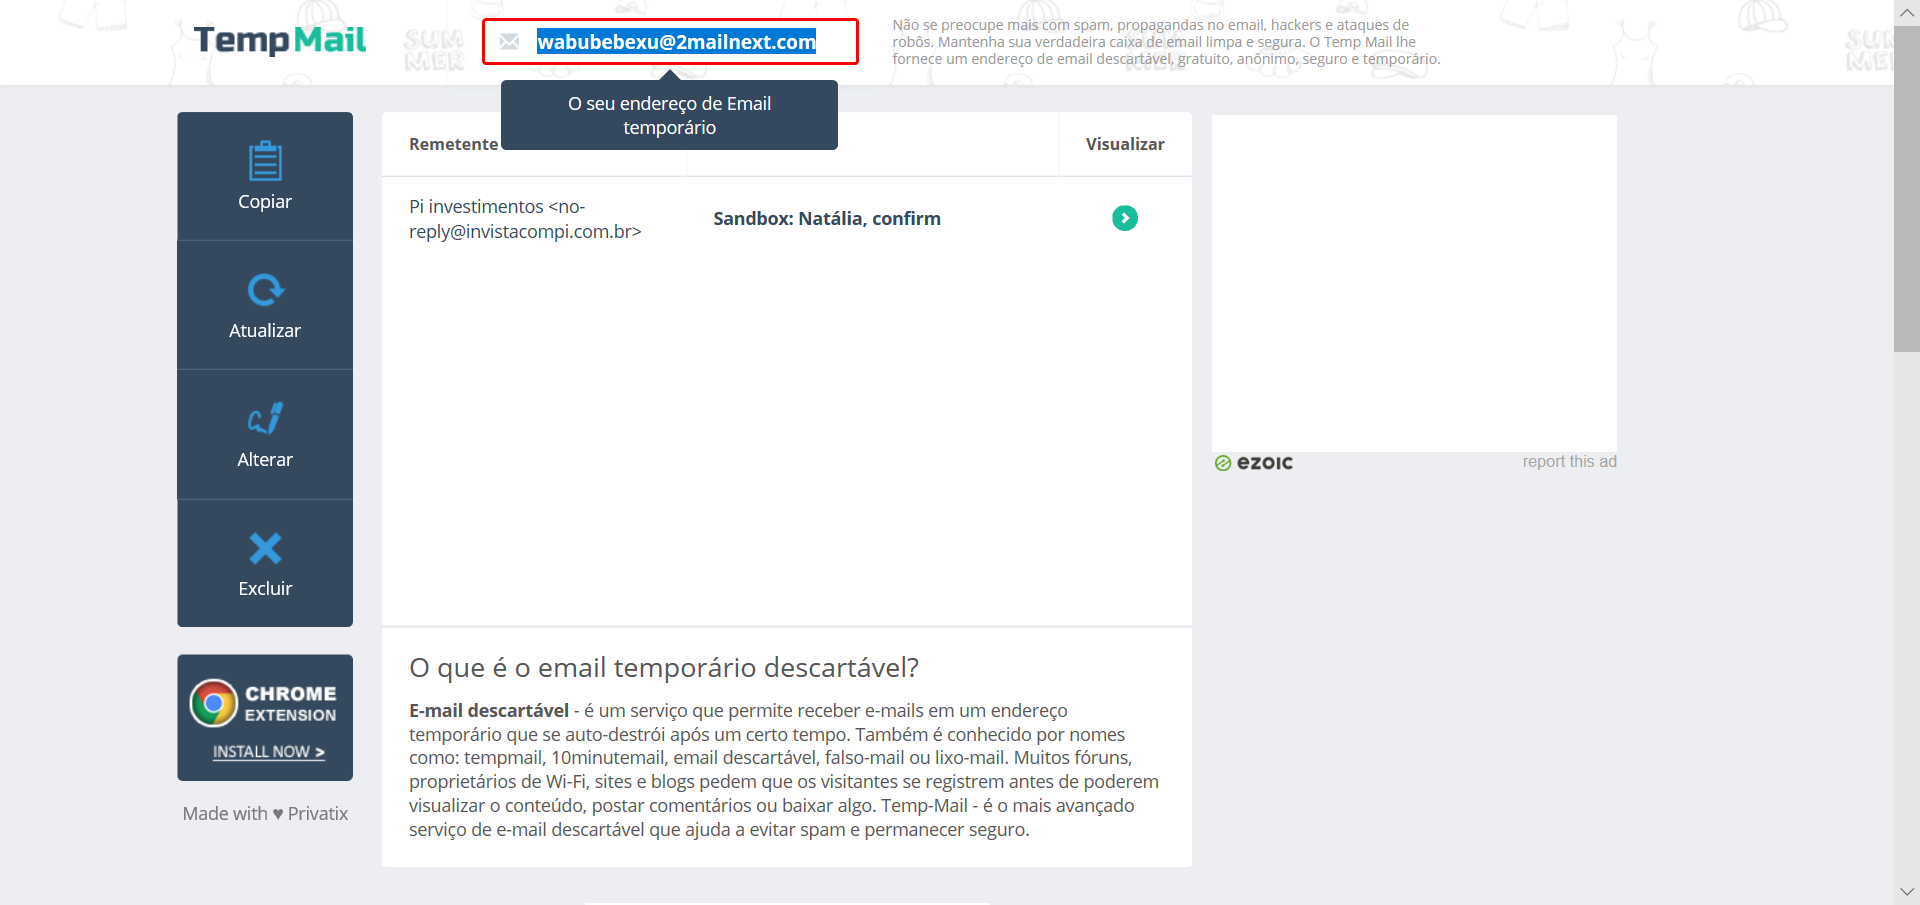 TempMail
wabubebexu@2mailnext.com
Não se preocupe mais com spam, propagandas no email, hackers e ataques de
robôs. Mantenha sua verdadeira caixa de email limpa e segura. O Temp Mail lhe
fornece um endereço de email descartável, gratuito, anônimo, seguro e temporário.
SUMMER
SUMMER
O seu endereço de Email
temporário
Copiar
Atualizar
Alterar
Excluir
Remetente
Visualizar
Pi investimentos <no-
reply@invistacompi.com.br>
Sandbox: Natália, confirm
ezoic
report this ad
CHROME
EXTENSION
INSTALL NOW >
Made with ♥ Privatix
O que é o email temporário descartável?
E-mail descartável - é um serviço que permite receber e-mails em um endereço
temporário que se auto-destrói após um certo tempo. Também é conhecido por nomes
como: tempmail, 10minutemail, email descartável, falso-mail ou lixo-mail. Muitos fóruns,
proprietários de Wi-Fi, sites e blogs pedem que os visitantes se registrem antes de poderem
visualizar o conteúdo, postar comentários ou baixar algo. Temp-Mail - é o mais avançado
serviço de e-mail descartável que ajuda a evitar spam e permanecer seguro.